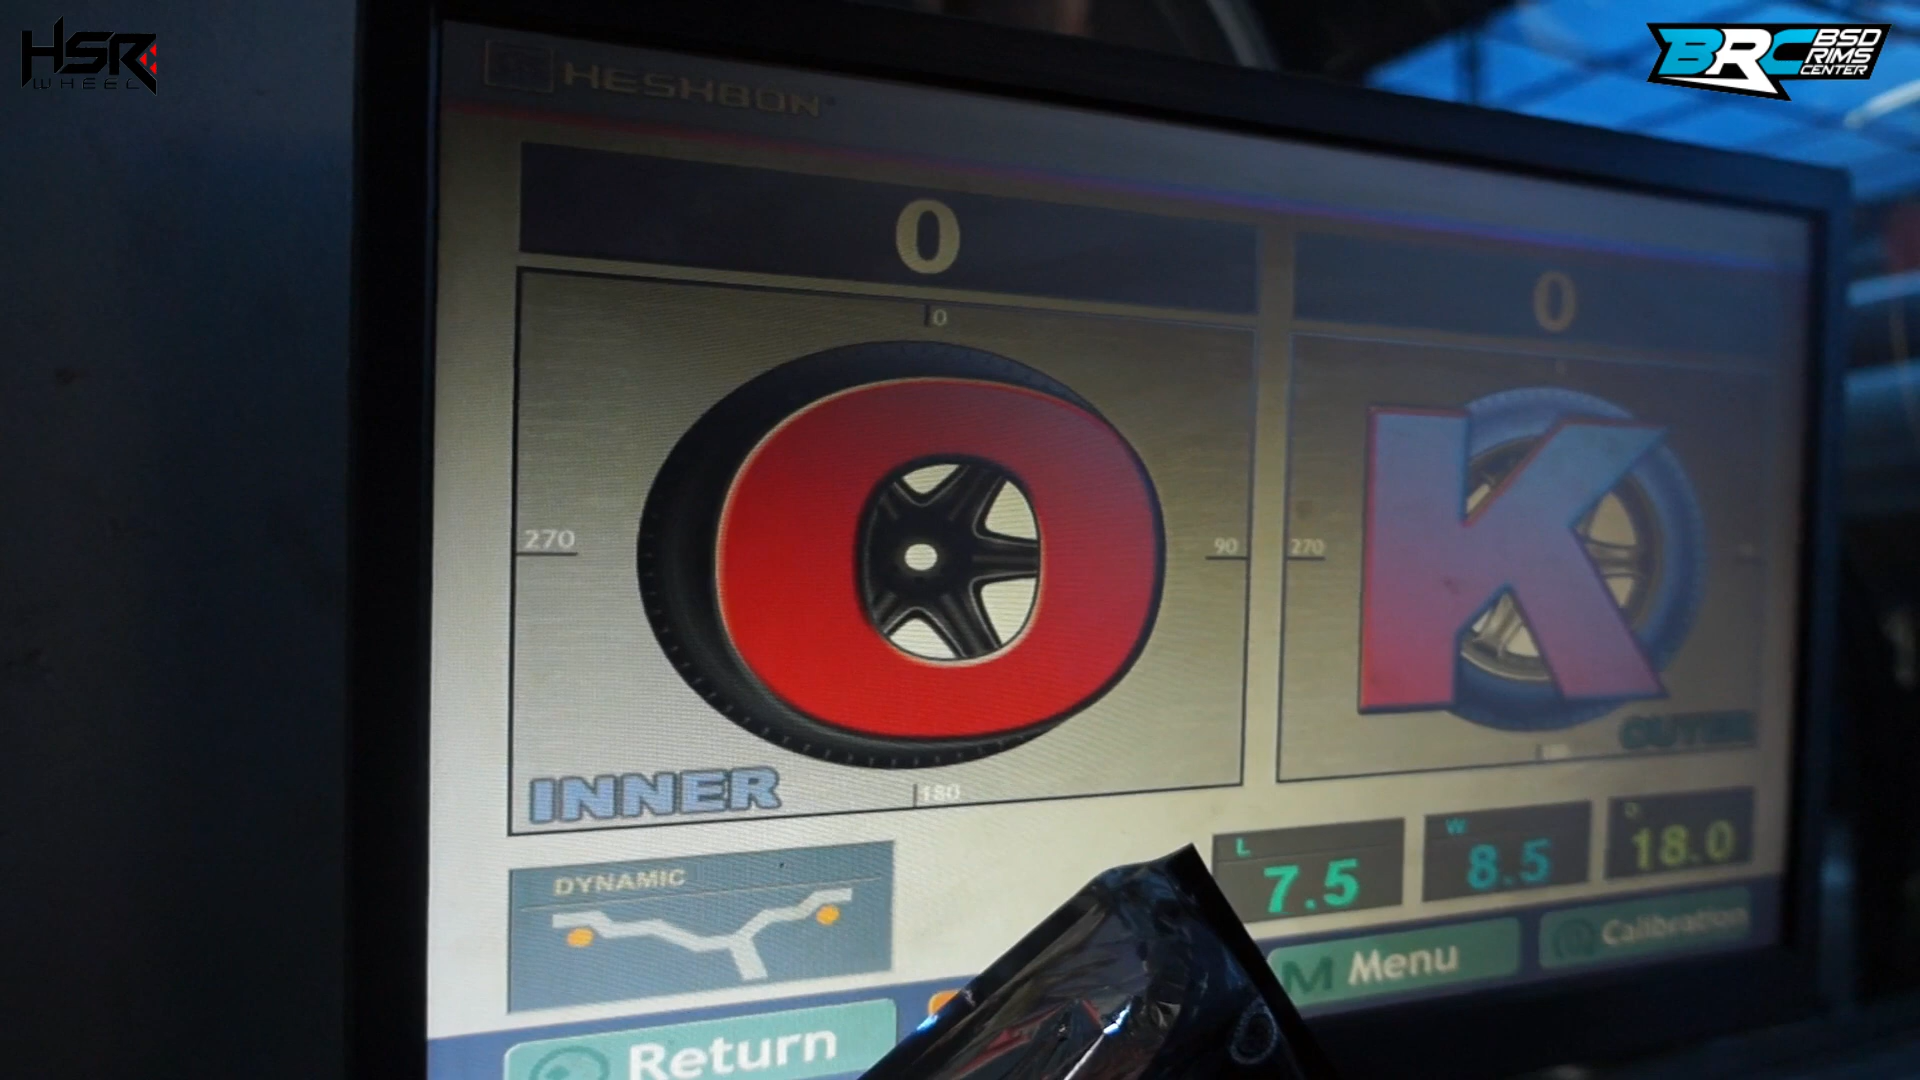 HSR
WHEEL
BRC BSD
RIMS
CENTER
HESHBON
0
0
0
O
K
270
90
270
INNER
180
OUTER
DYNAMIC
L
7.5
W
8.5
D
18.0
M Menu
Calibration
Return